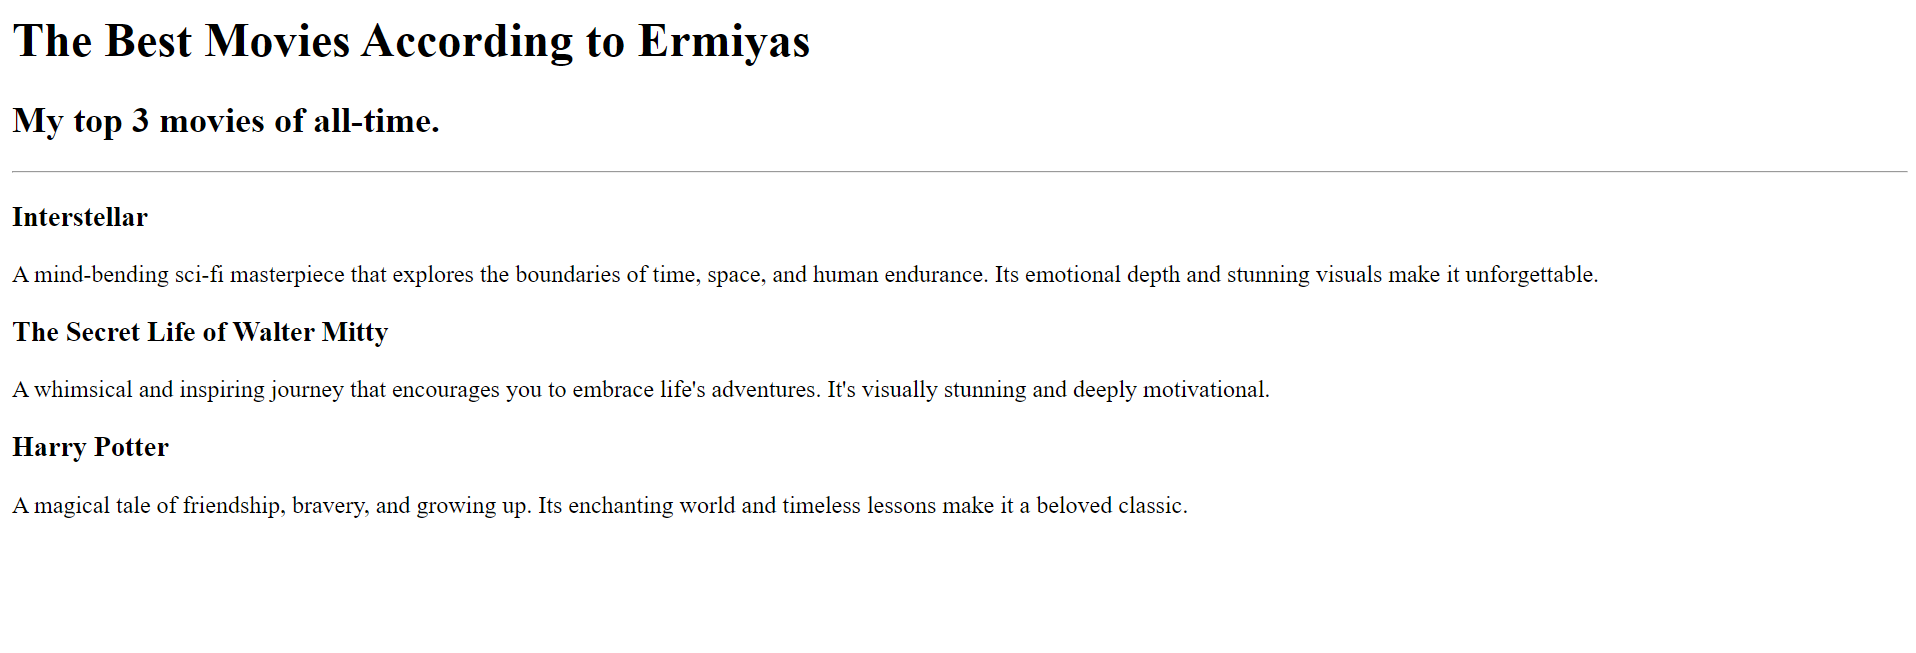 The Best Movies According to Ermiyas
My top 3 movies of all-time.
Interstellar
A mind-bending sci-fi masterpiece that explores the boundaries of time, space, and human endurance. Its emotional depth and stunning visuals make it unforgettable.
The Secret Life of Walter Mitty
A whimsical and inspiring journey that encourages you to embrace life's adventures. It's visually stunning and deeply motivational.
Harry Potter
A magical tale of friendship, bravery, and growing up. Its enchanting world and timeless lessons make it a beloved classic.